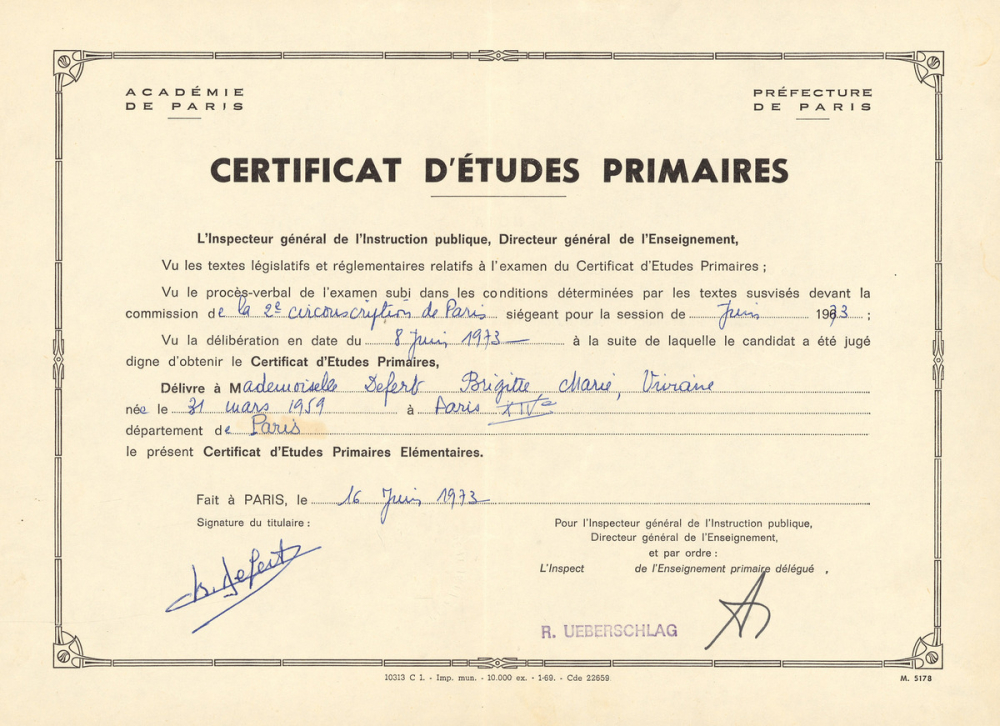 ACADÉMIE
DE PARIS
PRÉFECTURE
DE PARIS
CERTIFICAT D'ÉTUDES PRIMAIRES
L'Inspecteur général de l'Instruction publique, Directeur général de l'Enseignement,
Vu les textes législatifs et réglementaires relatifs à l'examen du Certificat d'Etudes Primaires ;
Vu le procès-verbal de l'examen subi dans les conditions déterminées par les textes susvisés devant la
commission de la 2e circonscription de Paris siégeant pour la session de Juin 1973 ;
Vu la délibération en date du 8 Juin 1973 à la suite de laquelle le candidat a été jugé
digne d'obtenir le Certificat d'Etudes Primaires,
Délivré à Mademoiselle Defert Brigitte Marie, Viviane
née le 31 mars 1959 à Paris XIVe
département de Paris
le présent Certificat d'Etudes Primaires Elémentaires.
Fait à PARIS, le 16 Juin 1973
Signature du titulaire :
B. Defert
Pour l'Inspecteur général de l'Instruction publique,
Directeur général de l'Enseignement,
et par ordre :
L'Inspect de l'Enseignement primaire délégué ,
R. UEBERSCHLAG
10313 C 1. - Imp. mun. - 10.000 ex. - 1-69. - Cde 22659
M. 5178